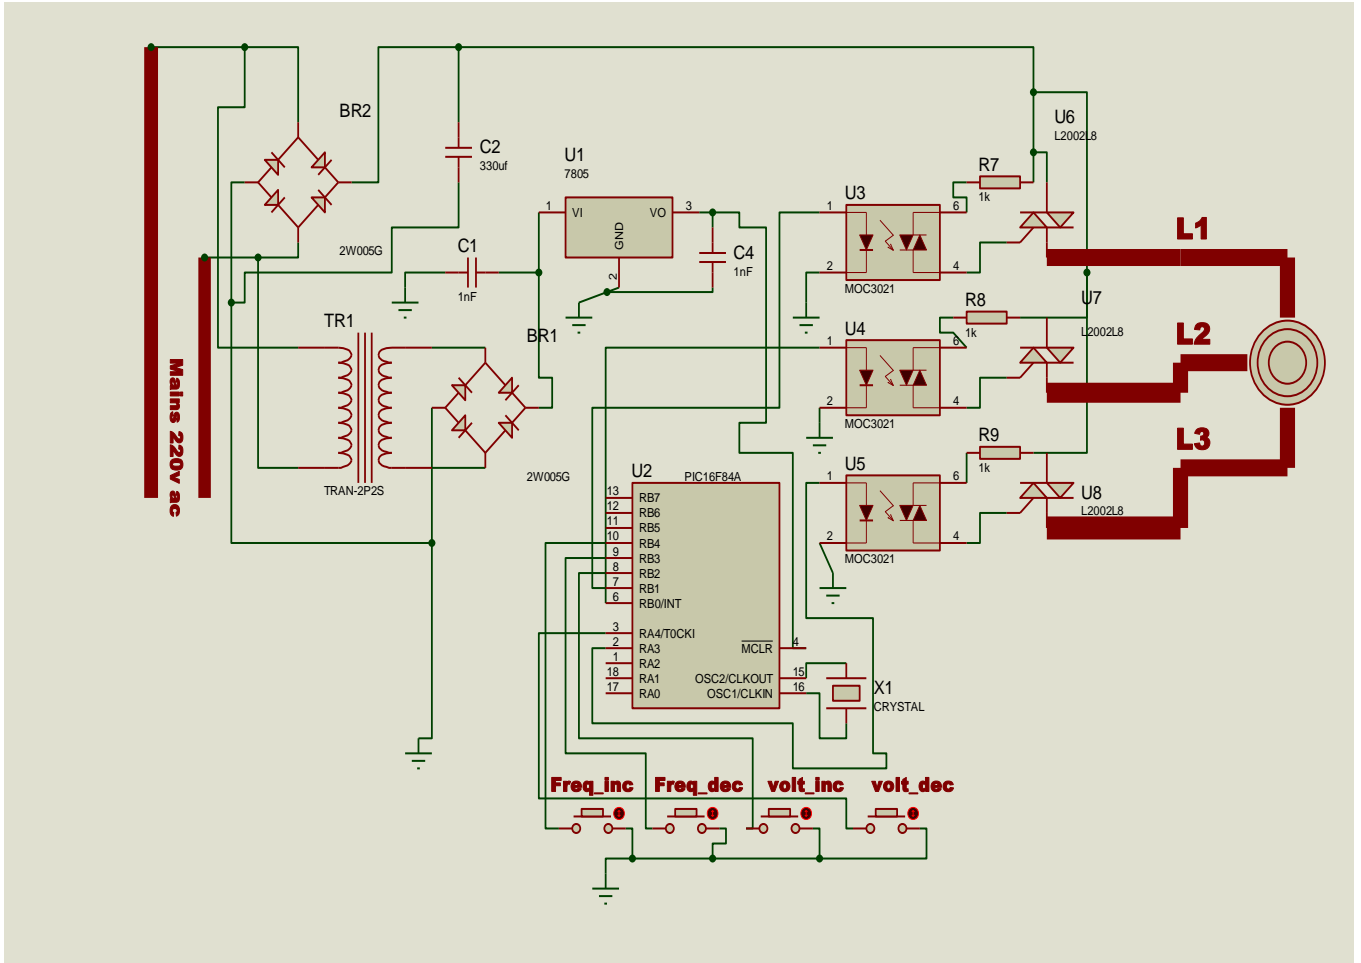 BR2
2W005G
C2
330uf
U1
7805
1
VI
VO
3
GND
2
C1
1nF
C4
1nF
BR1
2W005G
TR1
TRAN-2P2S
Mains 220v ac
U3
1
2
6
4
MOC3021
R7
1k
U6
L2002L8
L1
U4
1
2
6
4
MOC3021
R8
1k
U7
L2002L8
L2
U5
1
2
6
4
MOC3021
R9
1k
U8
L2002L8
L3
U2
PIC16F84A
13 RB7
12 RB6
11 RB5
10 RB4
9 RB3
8 RB2
7 RB1
6 RB0/INT
3 RA4/T0CKI
2 RA3
1 RA2
18 RA1
17 RA0
MCLR 4
OSC2/CLKOUT 15
OSC1/CLKIN 16
X1
CRYSTAL
Freq_inc
Freq_dec
volt_inc
volt_dec